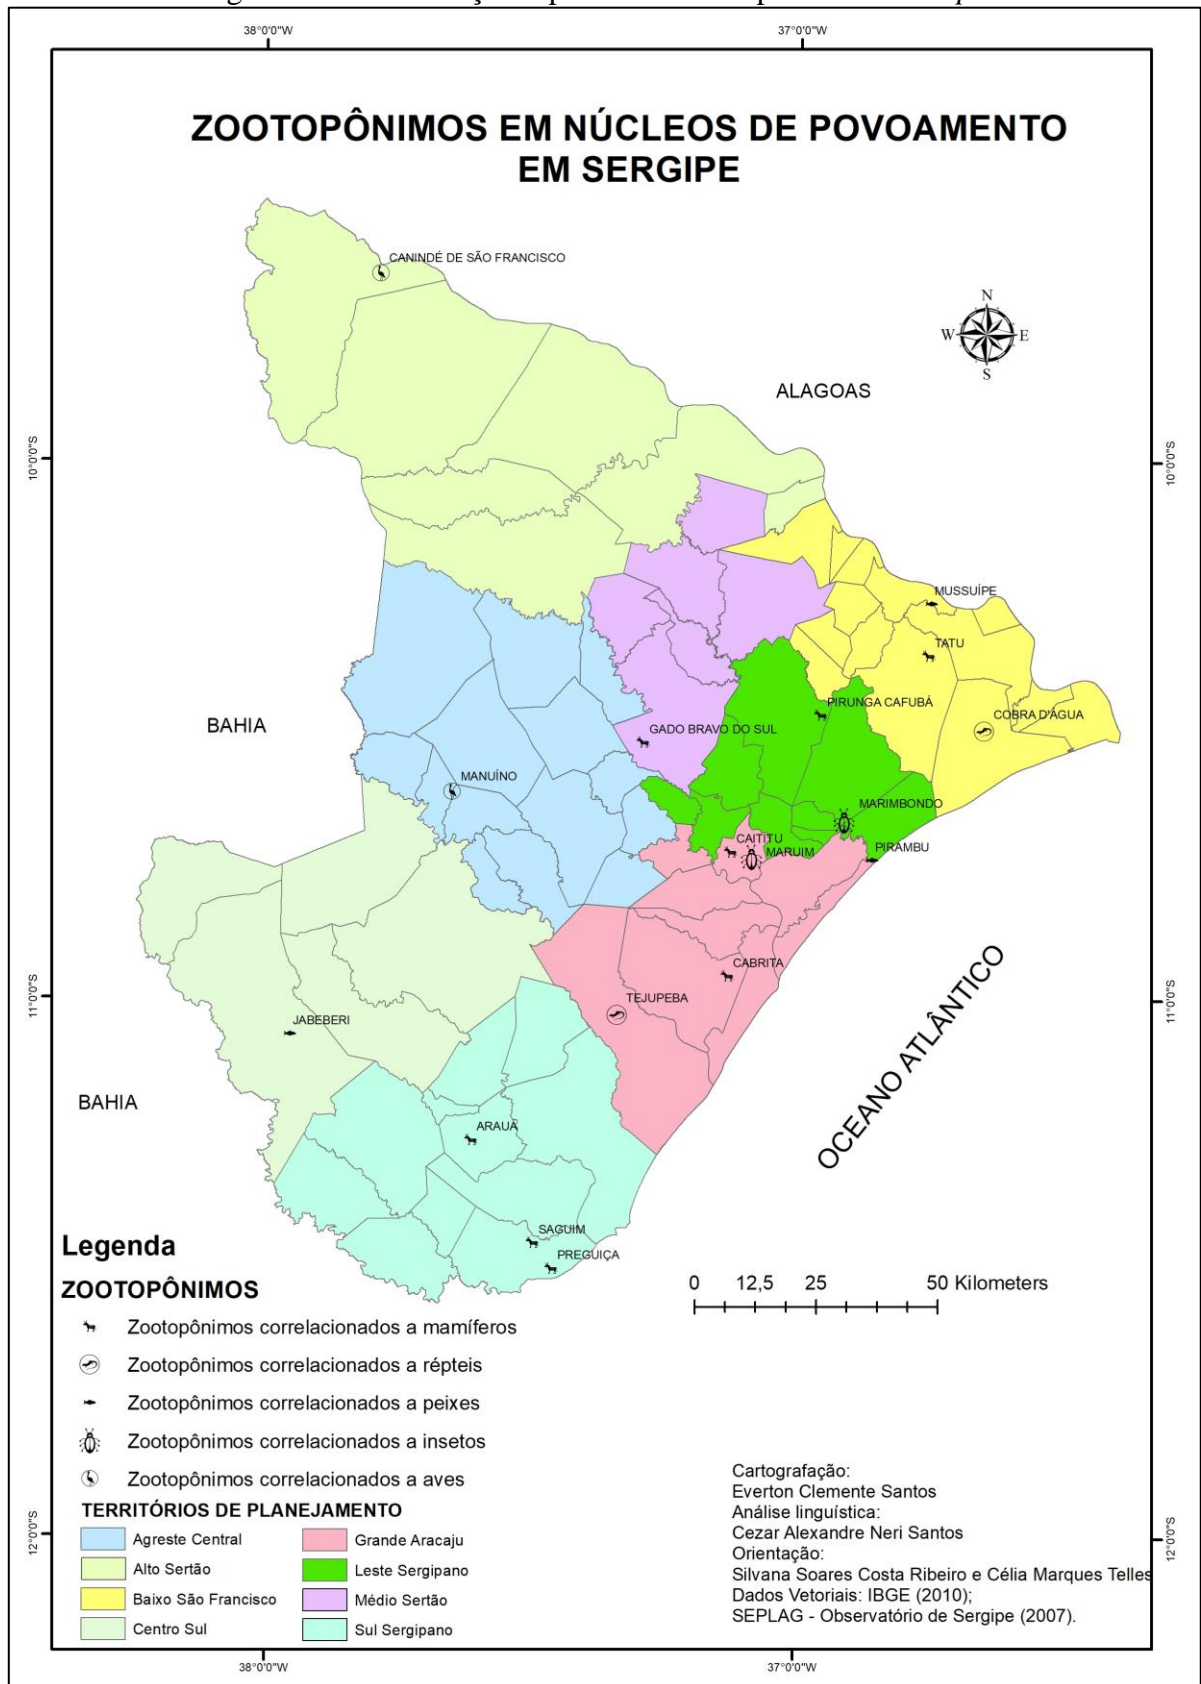 38°0'0"W
37°0'0"W
ZOOTOPÔNIMOS EM NÚCLEOS DE POVOAMENTO
EM SERGIPE
CANINDÉ DE SÃO FRANCISCO
N
W
E
S
ALAGOAS
10°0'0"S
10°0'0"S
MUSSUÍPE
TATU
PIRUNGA CAFUBÁ
COBRA D'ÁGUA
BAHIA
GADO BRAVO DO SUL
MANUÍNO
MARIMBONDO
CAITITU
MARUIM
PIRAMBU
CABRITA
TEJUPEBA
11°0'0"S
11°0'0"S
JABEBERI
OCEANO ATLÂNTICO
BAHIA
ARAUÁ
SAGUIM
PREGUIÇA
Legenda
ZOOTOPÔNIMOS
0 12,5 25 50 Kilometers
Zootopônimos correlacionados a mamíferos
Zootopônimos correlacionados a répteis
Zootopônimos correlacionados a peixes
Zootopônimos correlacionados a insetos
Zootopônimos correlacionados a aves
TERRITÓRIOS DE PLANEJAMENTO
Agreste Central
Alto Sertão
Baixo São Francisco
Centro Sul
Grande Aracaju
Leste Sergipano
Médio Sertão
Sul Sergipano
Cartografação:
Everton Clemente Santos
Análise linguística:
Cezar Alexandre Neri Santos
Orientação:
Silvana Soares Costa Ribeiro e Célia Marques Telles
Dados Vetoriais: IBGE (2010);
SEPLAG - Observatório de Sergipe (2007).
12°0'0"S
12°0'0"S
38°0'0"W
37°0'0"W